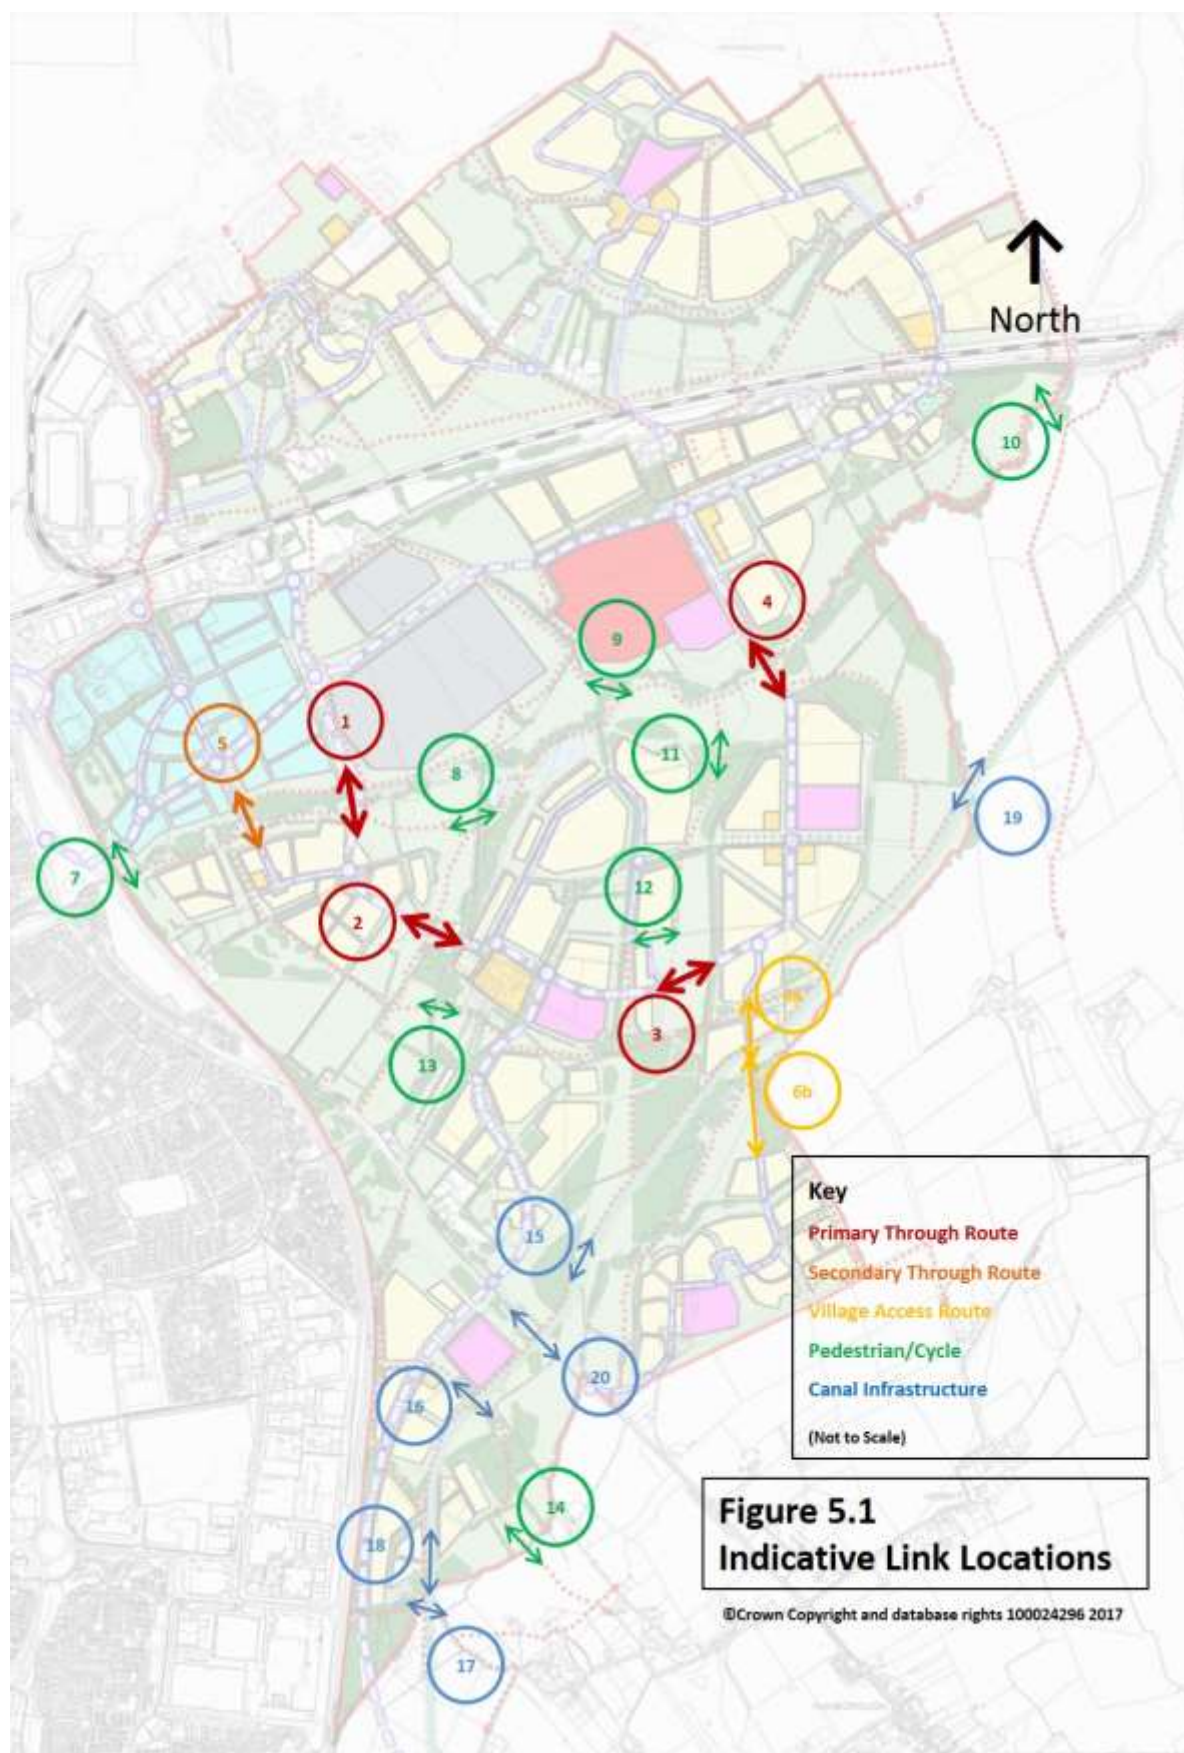 North
10
4
9
1
5
11
8
19
7
12
2
6a
3
13
6b
Key
Primary Through Route
Secondary Through Route
Village Access Route
Pedestrian/Cycle
Canal Infrastructure
(Not to Scale)
15
20
16
14
18
17
Figure 5.1
Indicative Link Locations
©Crown Copyright and database rights 100024296 2017